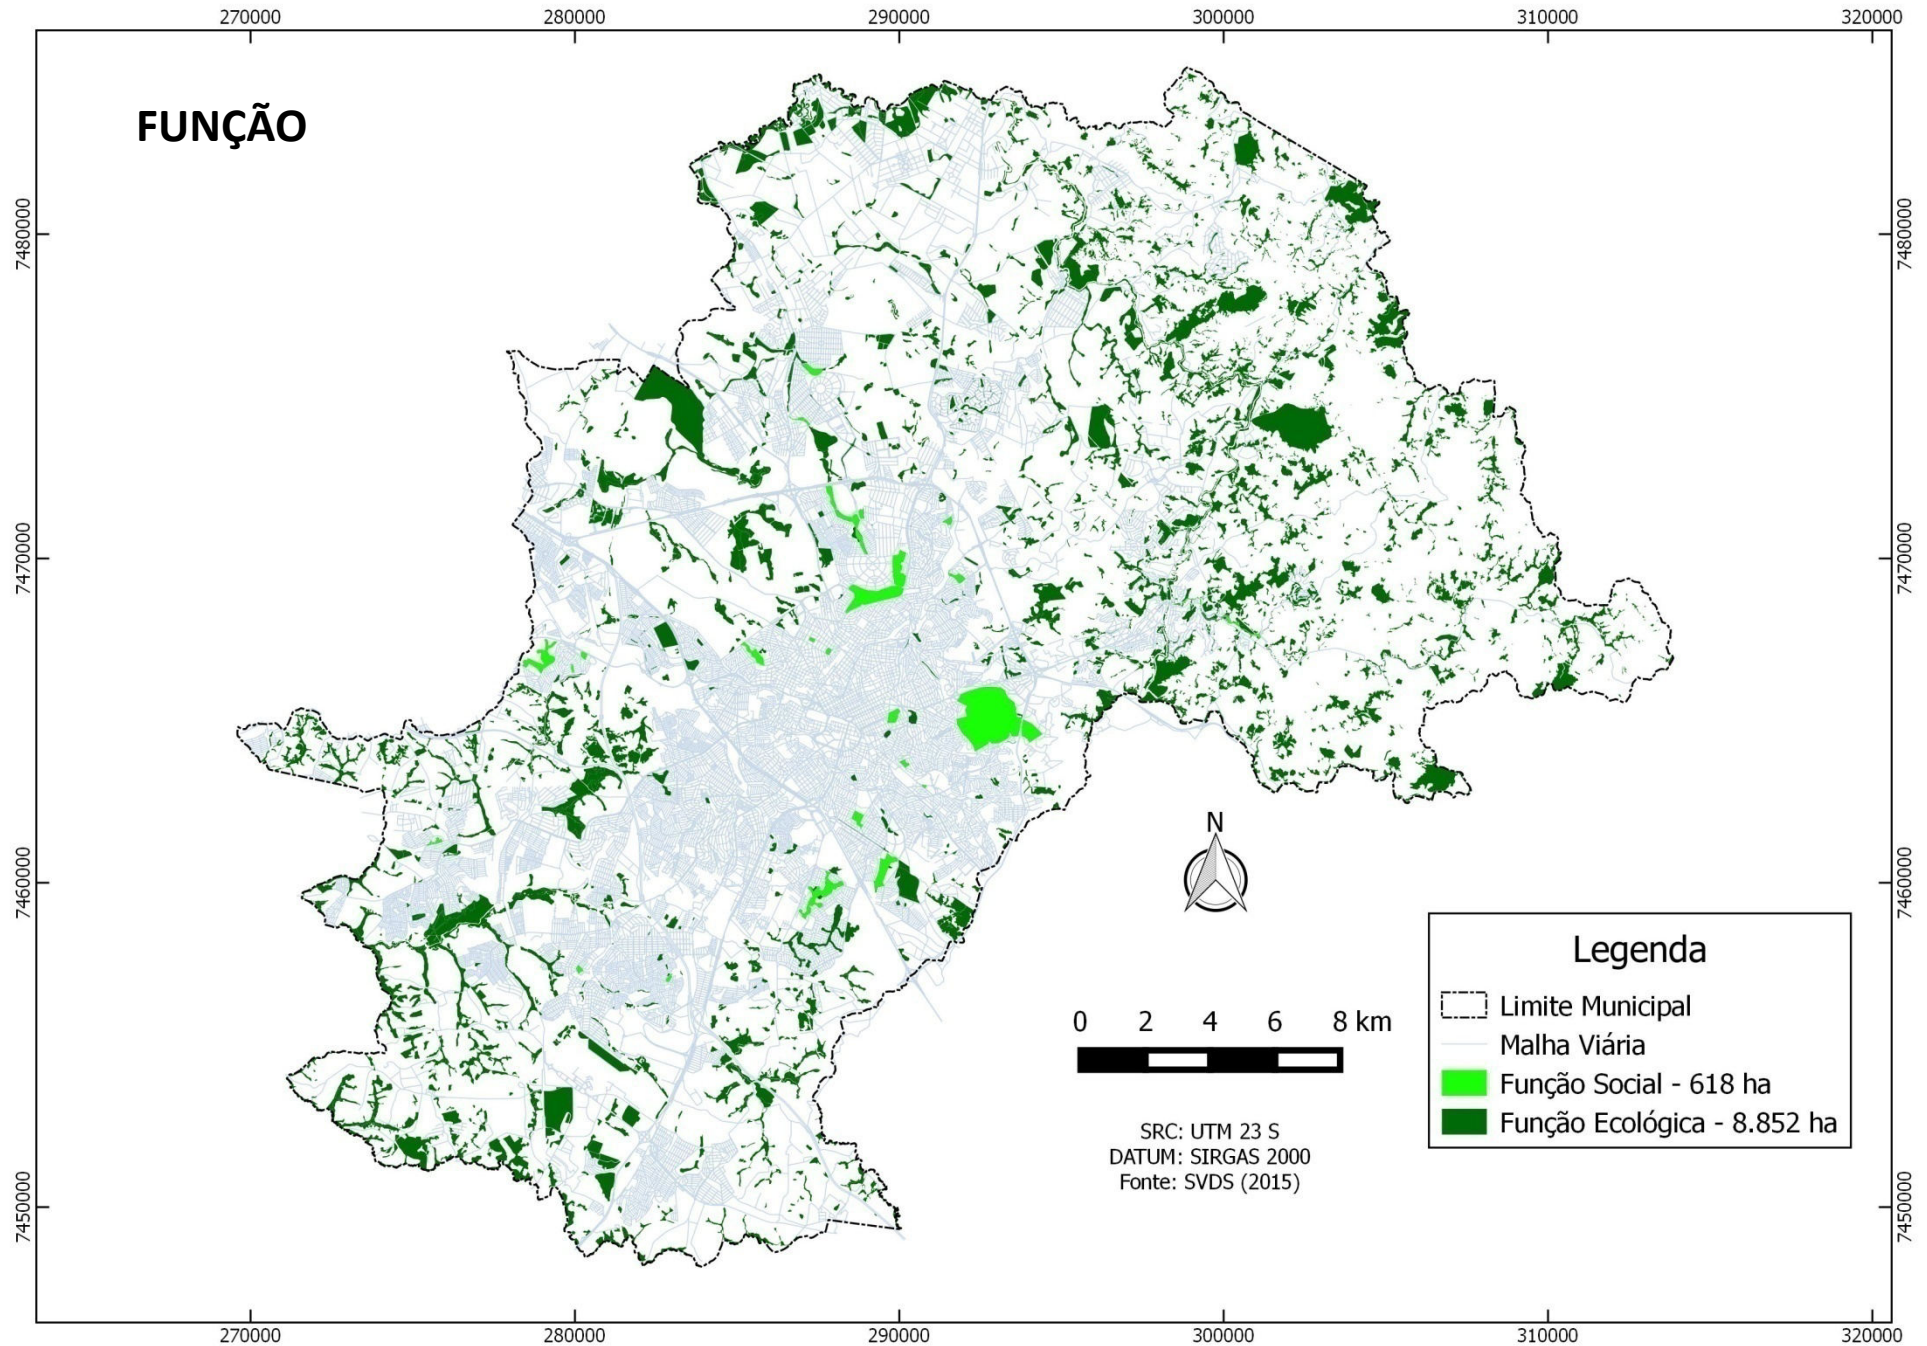 270000 280000 290000 300000 310000 320000
FUNÇÃO
7480000 7480000
7470000 7470000
7460000 7460000
7450000 7450000
N
0 2 4 6 8 km
SRC: UTM 23 S
DATUM: SIRGAS 2000
Fonte: SVDS (2015)
Legenda
Limite Municipal
Malha Viária
Função Social - 618 ha
Função Ecológica - 8.852 ha
270000 280000 290000 300000 310000 320000